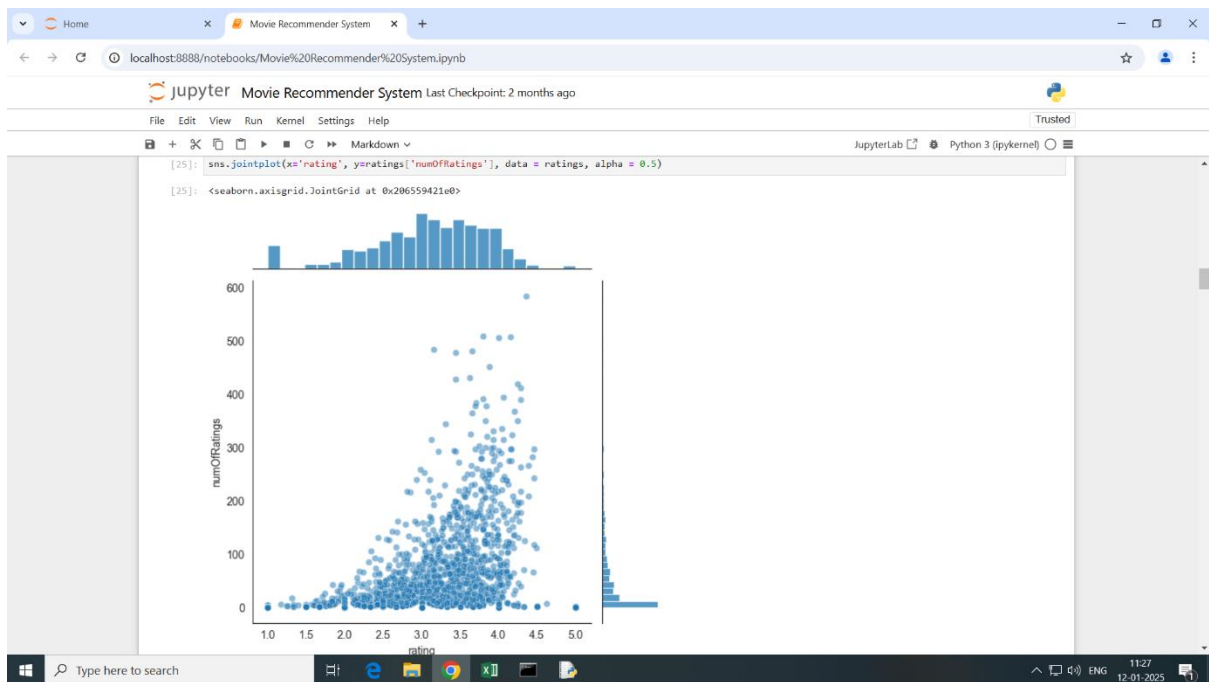 Home
Movie Recommender System
localhost:8888/notebooks/Movie%20Recommender%20System.ipynb
jupyter Movie Recommender System Last Checkpoint: 2 months ago
File Edit View Run Kernel Settings Help
Trusted
Markdown
JupyterLab
Python 3 (ipykernel)
[25]: sns.jointplot(x='rating', y=ratings['numOfRatings'], data = ratings, alpha = 0.5)
[25]: <seaborn.axisgrid.JointGrid at 0x206559421e0>
600
500
400
300
200
100
0
numOfRatings
1.0 1.5 2.0 2.5 3.0 3.5 4.0 4.5 5.0
rating
Type here to search
ENG
11:27
12-01-2025